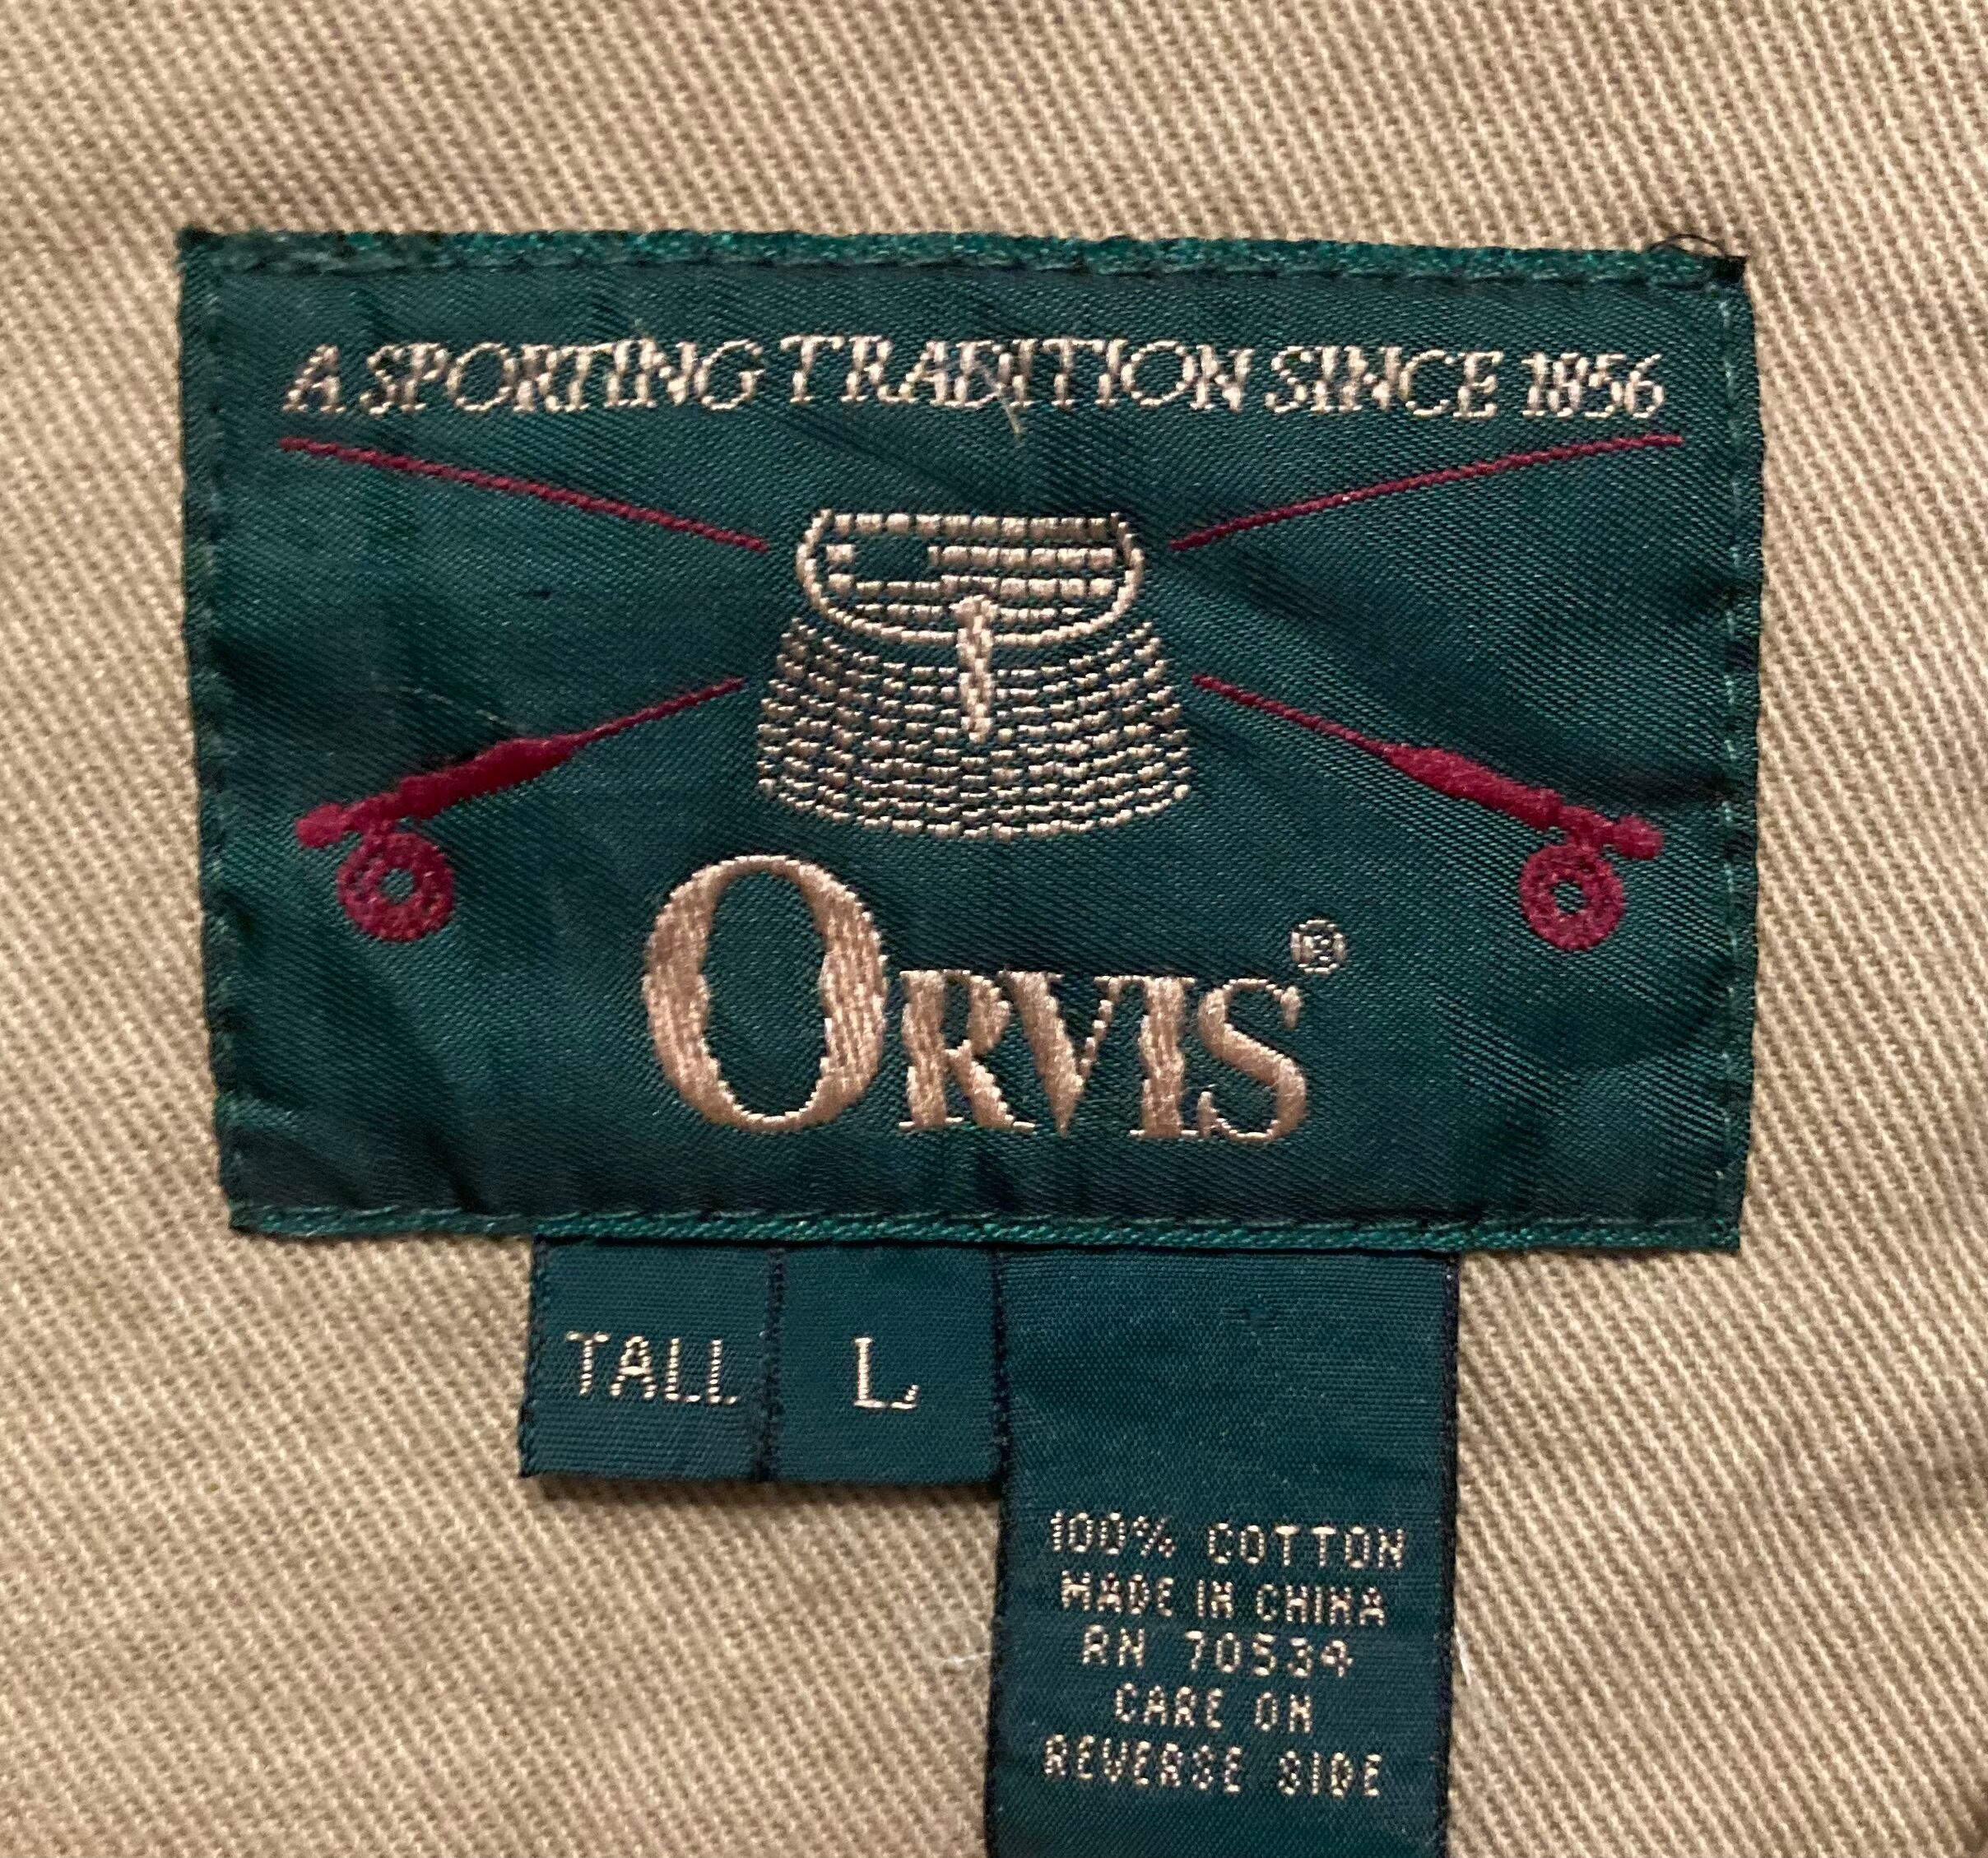 A SPORTING TRADITION SINCE 1856
ORVIS®
TALL L
100% COTTON
MADE IN CHINA
RN 70534
CARE ON
REVERSE SIDE